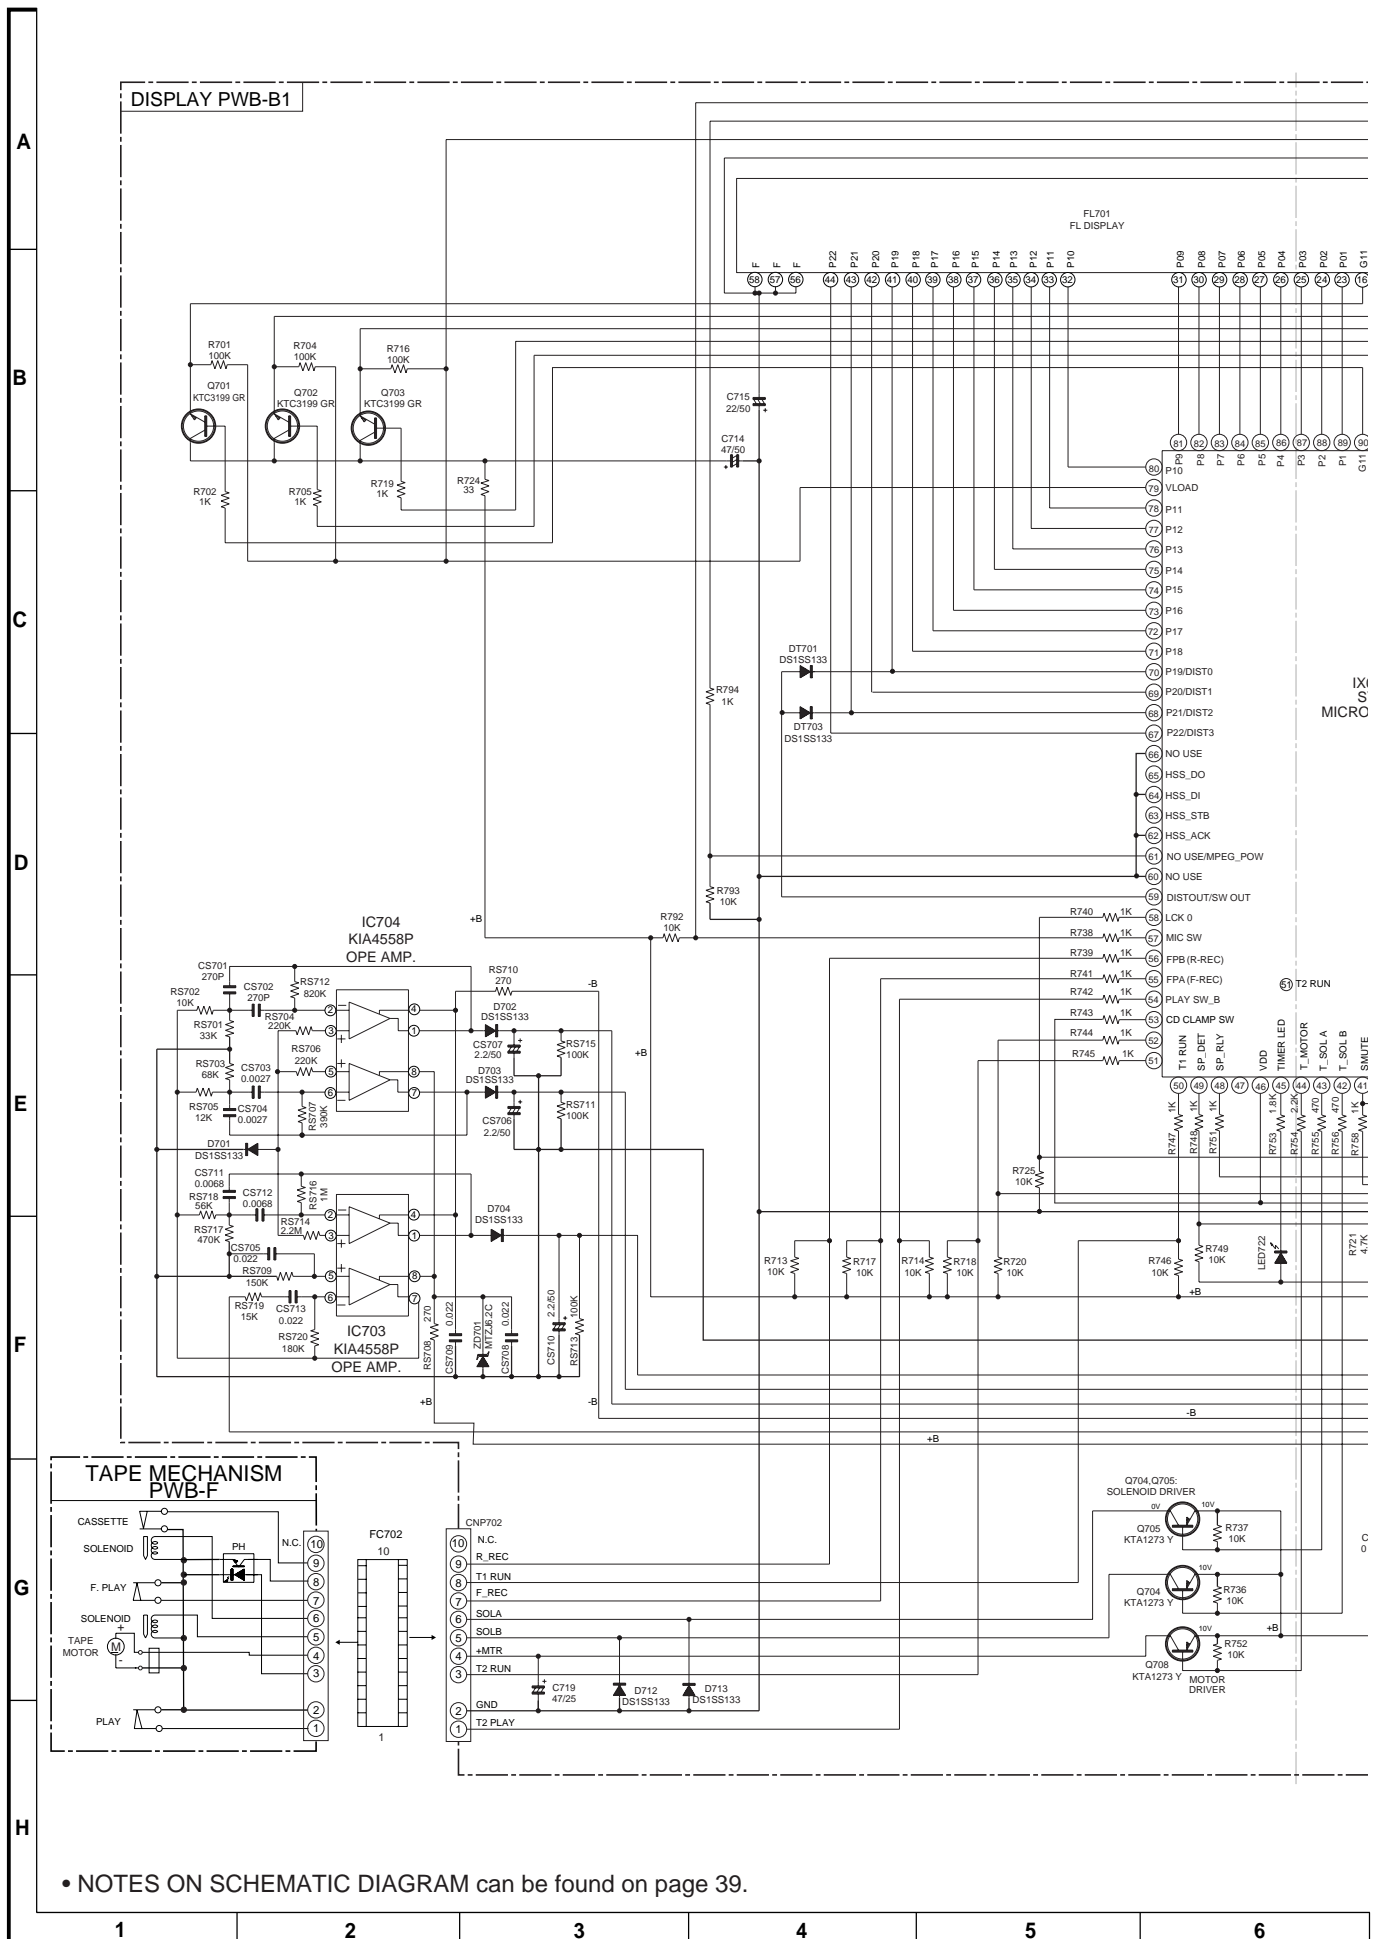 A
B
C
D
E
F
G
H
DISPLAY PWB-B1
FL701
FL DISPLAY
F
F
F
P22
P21
P20
P19
P18
P17
P16
P15
P14
P13
P12
P11
P10
P09
P08
P07
P06
P05
P04
P03
P02
P01
G11
58
57
56
44
43
42
41
40
39
38
37
36
35
34
33
32
31
30
29
28
27
26
25
24
23
16
R701
100K
R704
100K
R716
100K
Q701
KTC3199 GR
Q702
KTC3199 GR
Q703
KTC3199 GR
C715
22/50
+
C714
47/50
+
R702
1K
R705
1K
R719
1K
R724
33
81
82
83
84
85
86
87
88
89
90
P9
P8
P7
P6
P5
P4
P3
P2
P1
G11
80 P10
79 VLOAD
78 P11
77 P12
76 P13
75 P14
74 P15
73 P16
72 P17
71 P18
70 P19/DIST0
69 P20/DIST1
68 P21/DIST2
67 P22/DIST3
66 NO USE
65 HSS_DO
64 HSS_DI
63 HSS_STB
62 HSS_ACK
61 NO USE/MPEG_POW
60 NO USE
59 DISTOUT/SW OUT
58 LCK 0
57 MIC SW
56 FPB (R-REC)
55 FPA (F-REC)
54 PLAY SW_B
53 CD CLAMP SW
52
51
MICRO
51 T2 RUN
DT701
DS1SS133
DT703
DS1SS133
R794
1K
R793
10K
R792
10K
+B
R740 1K
R738 1K
R739 1K
R741 1K
R742 1K
R743 1K
R744 1K
R745 1K
T1 RUN
SP_DET
SP_RLY
VDD
TIMER LED
T_MOTOR
T_SOL A
T_SOL B
SMUTE
50
49
48
47
46
45
44
43
42
41
R747 1K
R748 1K
R751 1K
R753 1.8K
R754 2.2K
R755 470
R756 470
R758 1K
IC704
KIA4558P
OPE AMP.
CS701
270P
CS702
270P
RS712
820K
RS702
10K
RS701
33K
RS704
220K
RS703
68K
RS706
220K
CS703
0.0027
RS705
12K
CS704
0.0027
RS707
390K
2
3
5
6
4
1
8
7
RS710
270
-B
D702
DS1SS133
CS707
2.2/50
+
RS715
100K
+B
D703
DS1SS133
CS706
2.2/50
+
RS711
100K
D701
DS1SS133
CS711
0.0068
RS718
56K
CS712
0.0068
RS716
1M
RS717
470K
RS714
2.2M
CS705
0.022
RS709
150K
RS719
15K
CS713
0.022
RS720
180K
2
3
5
6
4
1
8
7
IC703
KIA4558P
OPE AMP.
D704
DS1SS133
RS708 270
CS709 0.022
ZD701
MTZJ6.2C
CS708 0.022
CS710 2.2/50
+
RS713 100K
+B
-B
R725
10K
R713
10K
R717
10K
R714
10K
R718
10K
R720
10K
R746
10K
R749
10K
LED722
R721
4.7K
+B
-B
+B
TAPE MECHANISM
PWB-F
CASSETTE
SOLENOID
PH
F. PLAY
SOLENOID
TAPE
MOTOR
M
+
-
PLAY
N.C.
10
9
8
7
6
5
4
3
2
1
FC702
10
1
CNP702
10 N.C.
9 R_REC
8 T1 RUN
7 F_REC
6 SOLA
5 SOLB
4 +MTR
3 T2 RUN
2 GND
1 T2 PLAY
C719
47/25
+
D712
DS1SS133
D713
DS1SS133
Q704,Q705:
SOLENOID DRIVER
0V
10V
Q705
KTA1273 Y
R737
10K
10V
Q704
KTA1273 Y
R736
10K
+B
10V
Q708
KTA1273 Y
R752
10K
MOTOR
DRIVER
• NOTES ON SCHEMATIC DIAGRAM can be found on page 39.
1
2
3
4
5
6